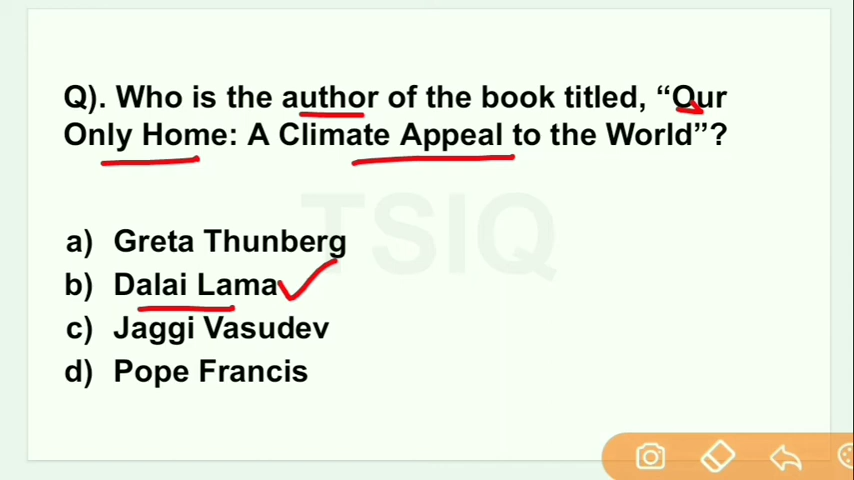 Q). Who is the author of the book titled, “Our
Only Home: A Climate Appeal to the World”?
TSIQ
a) Greta Thunberg
b) Dalai Lama
c) Jaggi Vasudev
d) Pope Francis